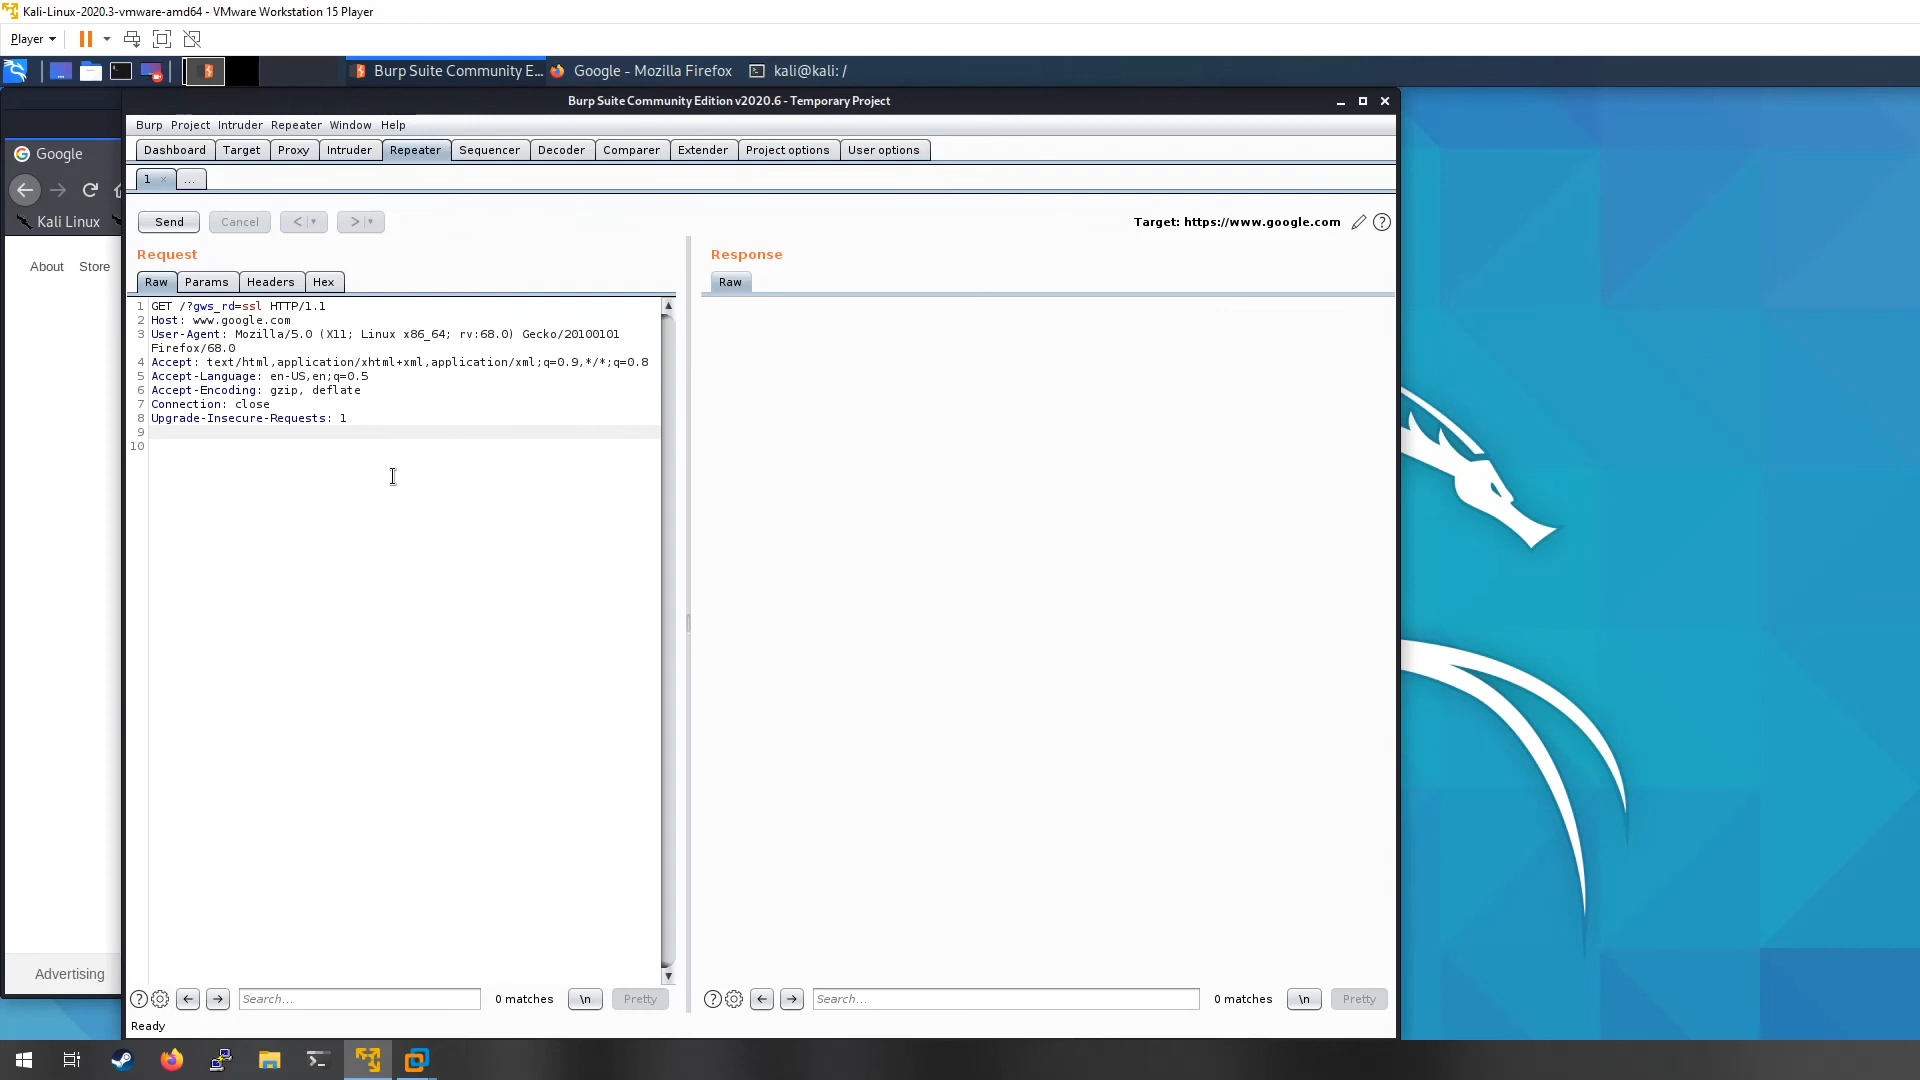 Kali-Linux-2020.3-vmware-amd64 - VMware Workstation 15 Player
Player
Burp Suite Community E... Google - Mozilla Firefox kali@kali: /
Burp Suite Community Edition v2020.6 - Temporary Project
Burp Project Intruder Repeater Window Help
Google
Dashboard Target Proxy Intruder Repeater Sequencer Decoder Comparer Extender Project options User options
1 × ...
Kali Linux
Send Cancel < >
Target: https://www.google.com
About Store
Request
Response
Raw Params Headers Hex
Raw
1 GET /?gws_rd=ssl HTTP/1.1
2 Host: www.google.com
3 User-Agent: Mozilla/5.0 (X11; Linux x86_64; rv:68.0) Gecko/20100101
Firefox/68.0
4 Accept: text/html,application/xhtml+xml,application/xml;q=0.9,*/*;q=0.8
5 Accept-Language: en-US,en;q=0.5
6 Accept-Encoding: gzip, deflate
7 Connection: close
8 Upgrade-Insecure-Requests: 1
9
10
Advertising
? Search... 0 matches \n Pretty
? Search... 0 matches \n Pretty
Ready